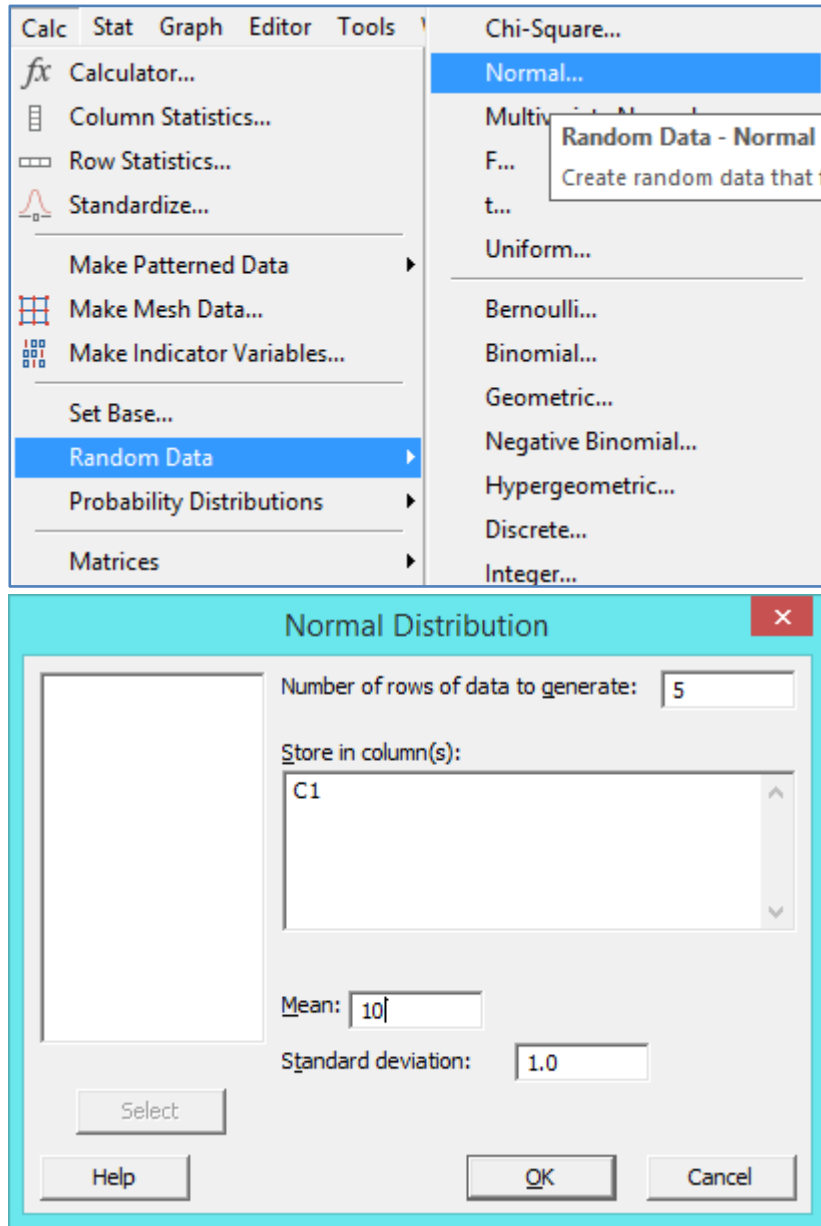 Calc Stat Graph Editor Tools
fx Calculator...
Column Statistics...
Row Statistics...
Standardize...
Make Patterned Data
Make Mesh Data...
Make Indicator Variables...
Set Base...
Random Data
Probability Distributions
Matrices
Chi-Square...
Normal...
Random Data - Normal
Create random data that
F...
t...
Uniform...
Bernoulli...
Binomial...
Geometric...
Negative Binomial...
Hypergeometric...
Discrete...
Integer...
Normal Distribution
Number of rows of data to generate: 5
Store in column(s):
C1
Mean: 10
Standard deviation: 1.0
Select
Help OK Cancel